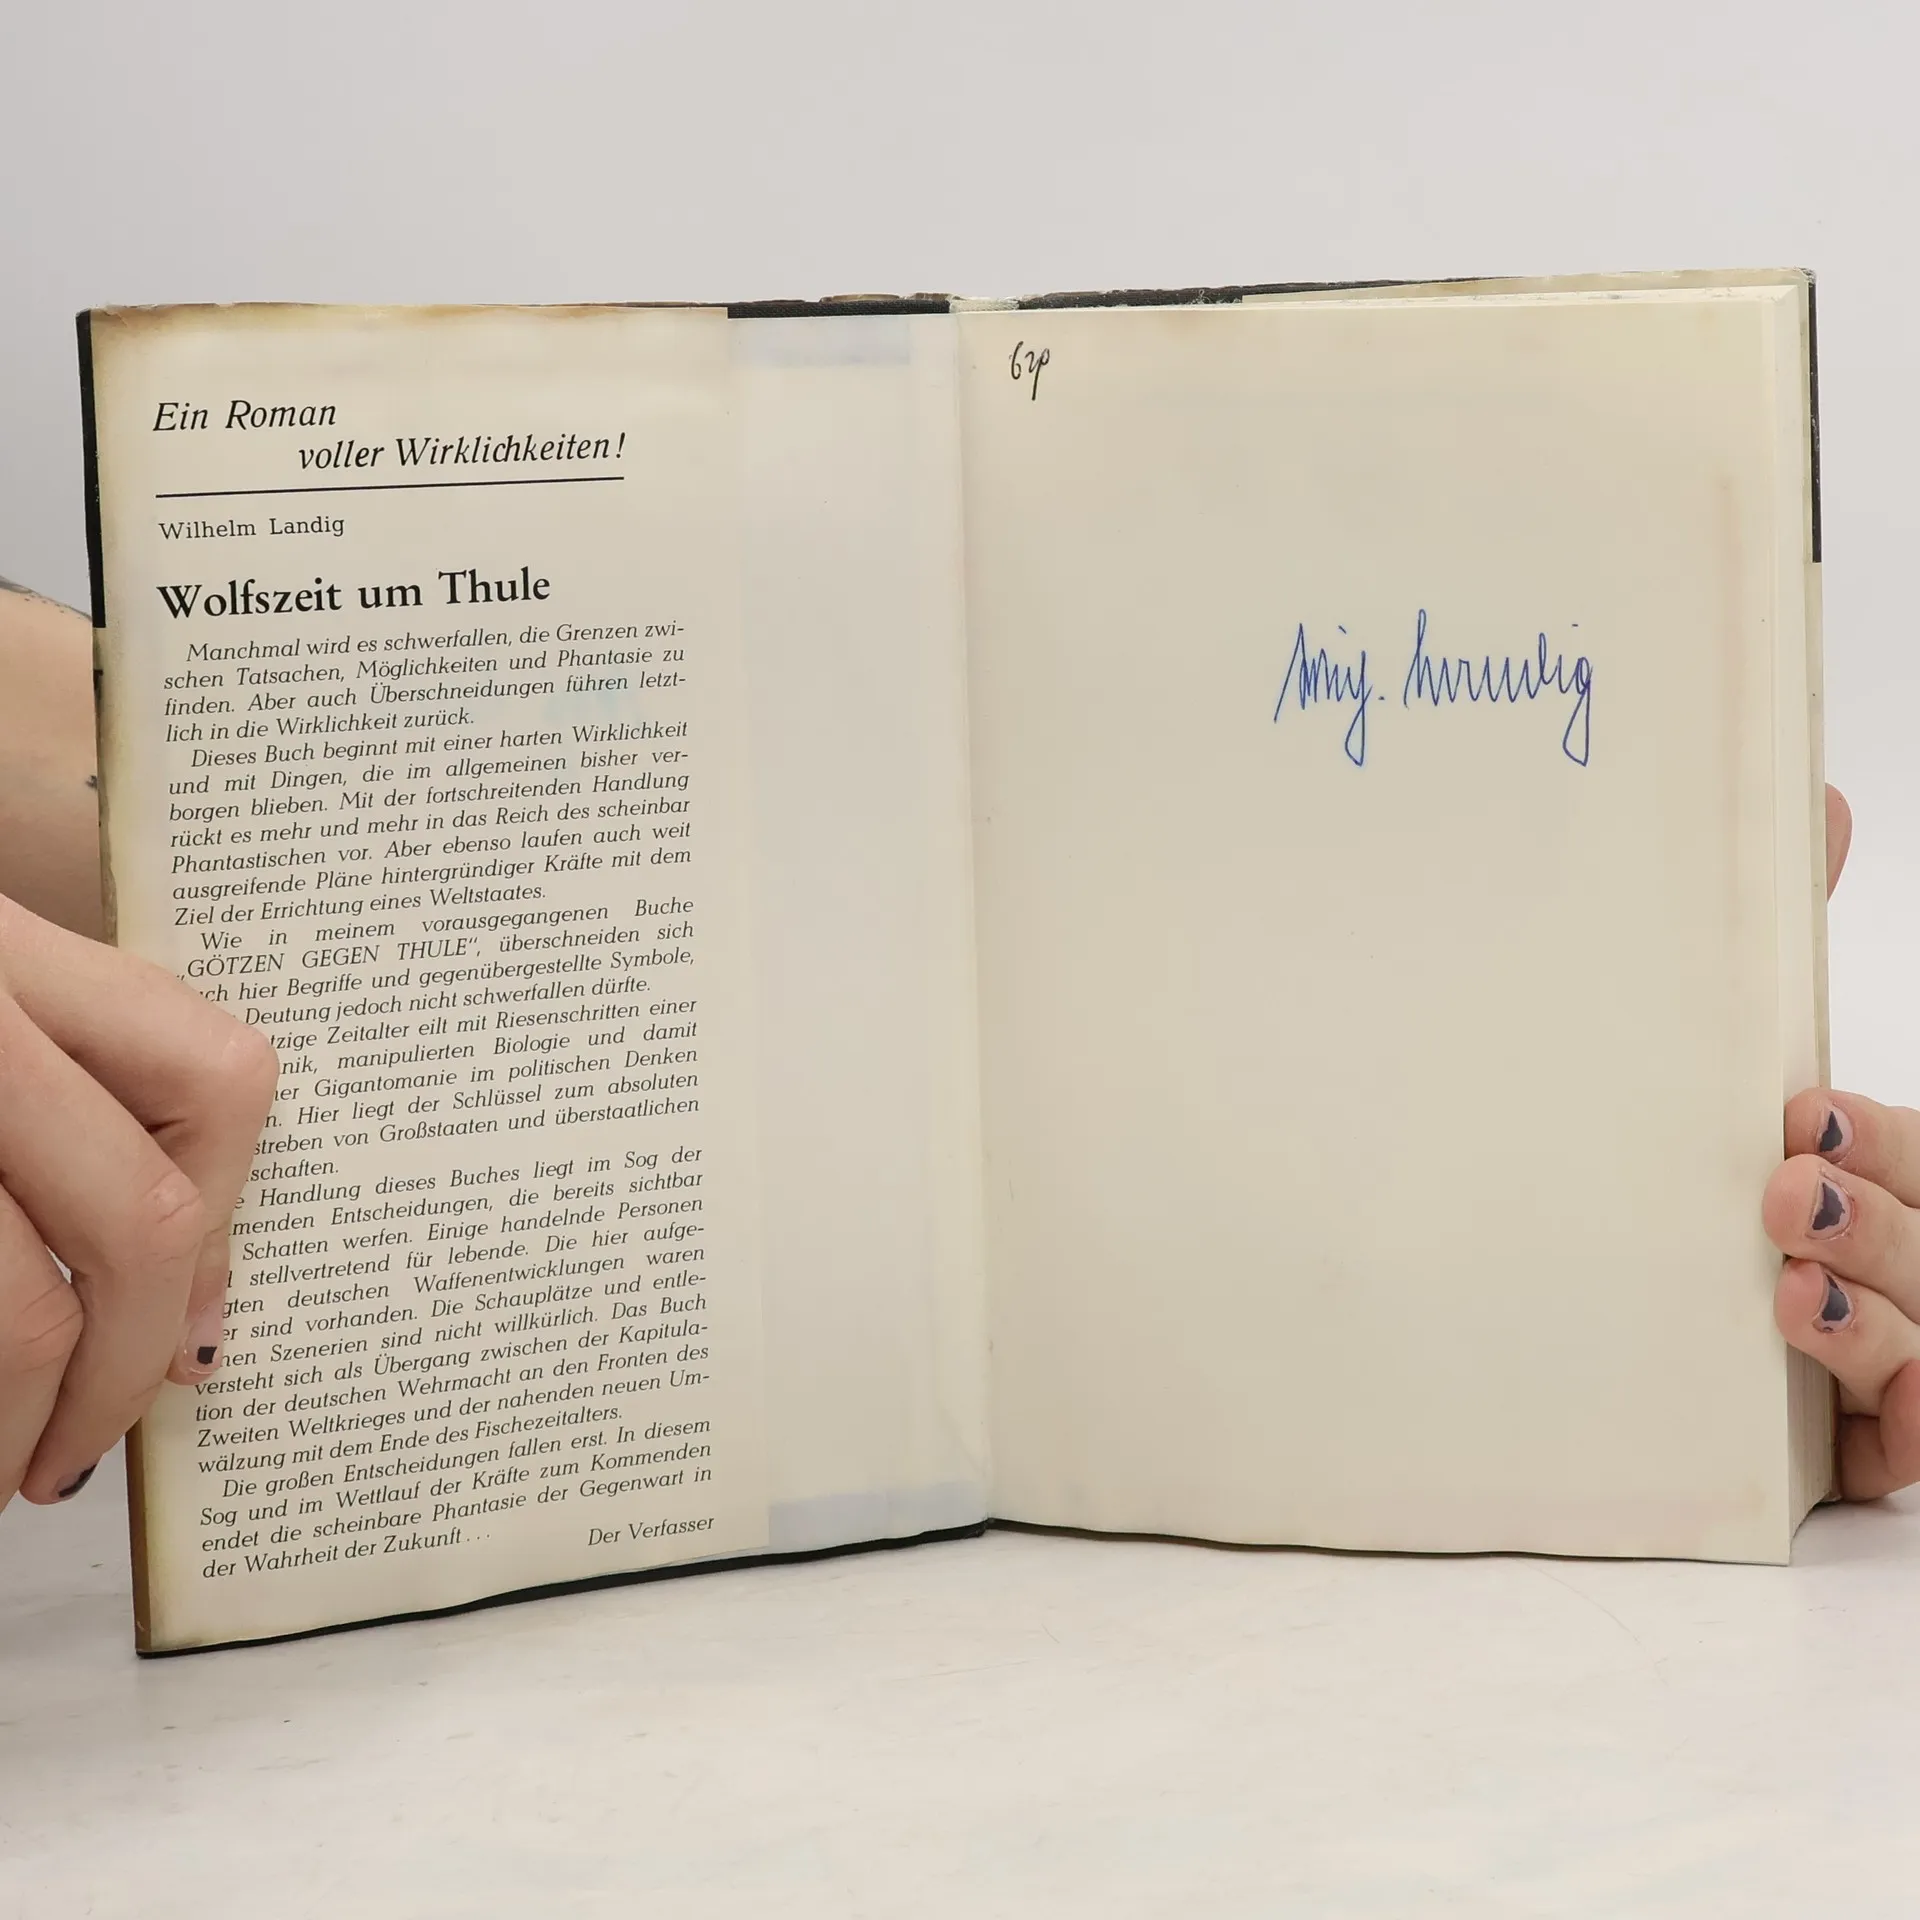 Ein Roman
voller Wirklichkeiten!
Wilhelm Landig
Wolfszeit um Thule
Manchmal wird es schwerfallen, die Grenzen zwi-
schen Tatsachen, Möglichkeiten und Phantasie zu
finden. Aber auch Überschneidungen führen letzt-
lich in die Wirklichkeit zurück.
Dieses Buch beginnt mit einer harten Wirklichkeit
und mit Dingen, die im allgemeinen bisher ver-
borgen blieben. Mit der fortschreitenden Handlung
rückt es mehr und mehr in das Reich des scheinbar
Phantastischen vor. Aber ebenso laufen auch weit
ausgreifende Pläne hintergründiger Kräfte mit dem
Ziel der Errichtung eines Weltstaates.
Wie in meinem vorausgegangenen Buche
„GÖTZEN GEGEN THULE“, überschneiden sich
ch hier Begriffe und gegenübergestellte Symbole,
Deutung jedoch nicht schwerfallen dürfte.
tzige Zeitalter eilt mit Riesenschritten einer
nik, manipulierten Biologie und damit
ner Gigantomanie im politischen Denken
n. Hier liegt der Schlüssel zum absoluten
streben von Großstaaten und überstaatlichen
schaften.
e Handlung dieses Buches liegt im Sog der
menden Entscheidungen, die bereits sichtbar
Schatten werfen. Einige handelnde Personen
d stellvertretend für lebende. Die hier aufge-
gten deutschen Waffenentwicklungen waren
er sind vorhanden. Die Schauplätze und entle-
nen Szenerien sind nicht willkürlich. Das Buch
versteht sich als Übergang zwischen der Kapitula-
tion der deutschen Wehrmacht an den Fronten des
Zweiten Weltkrieges und der nahenden neuen Um-
wälzung mit dem Ende des Fischezeitalters.
Die großen Entscheidungen fallen erst. In diesem
Sog und im Wettlauf der Kräfte zum Kommenden
endet die scheinbare Phantasie der Gegenwart in
der Wahrheit der Zukunft...
Der Verfasser